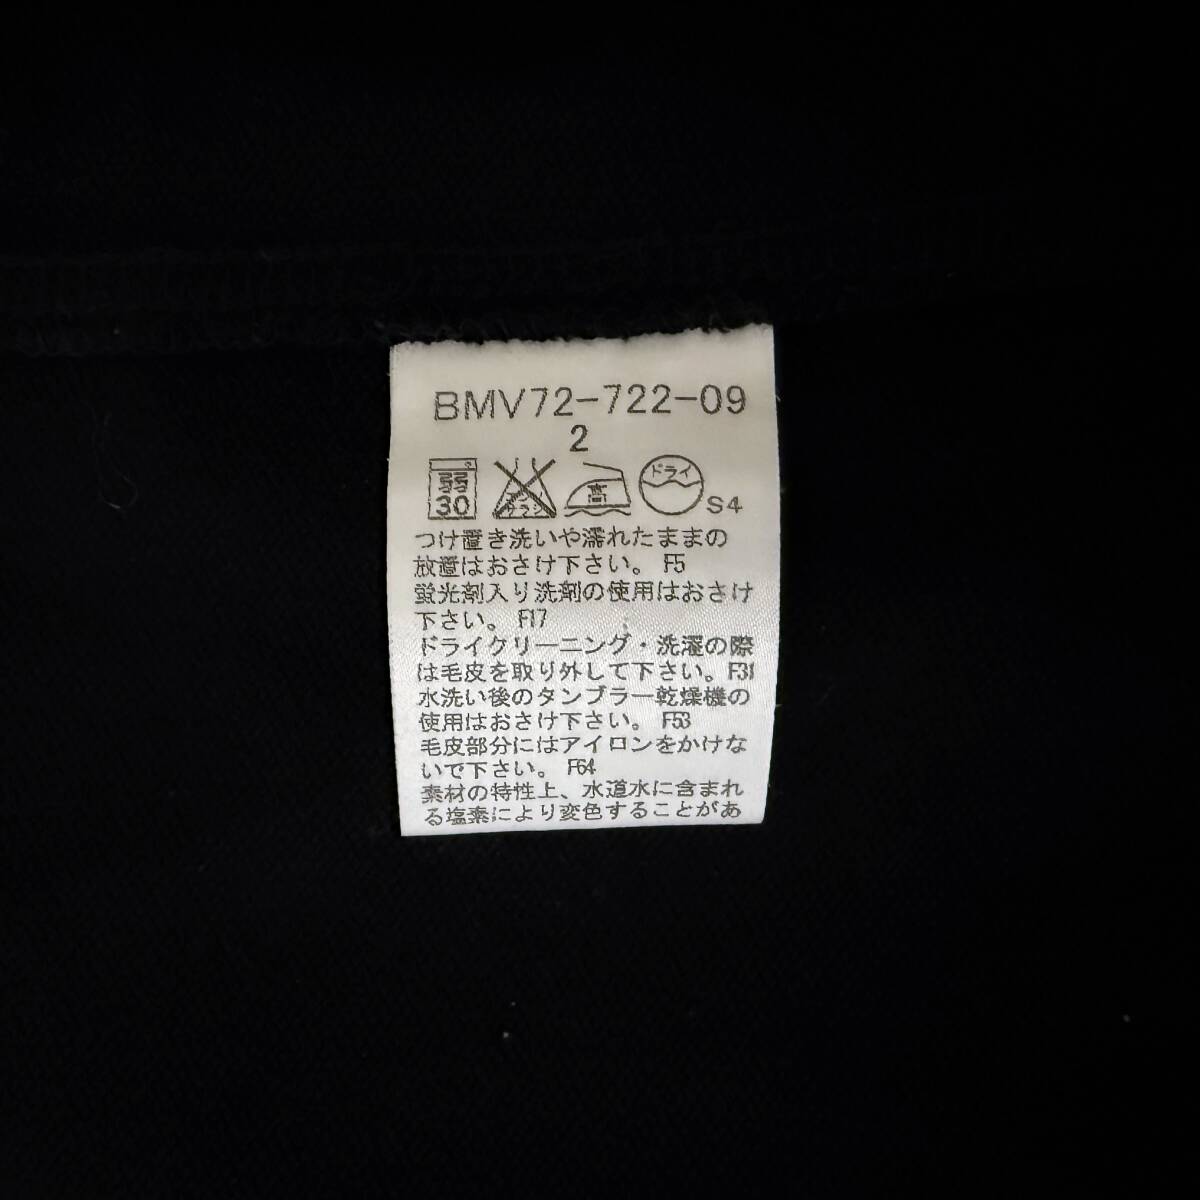 BMV72-722-09
2
弱
30
エンソ
サラシ
高
ドライ
S4
つけ置き洗いや濡れたままの
放置はおさけ下さい。 F5
蛍光剤入り洗剤の使用はおさけ
下さい。 F17
ドライクリーニング・洗濯の際
は毛皮を取り外して下さい。F31
水洗い後のタンブラー乾燥機の
使用はおさけ下さい。 F53
毛皮部分にはアイロンをかけな
いで下さい。 F64
素材の特性上、水道水に含まれ
る塩素により変色することがあ